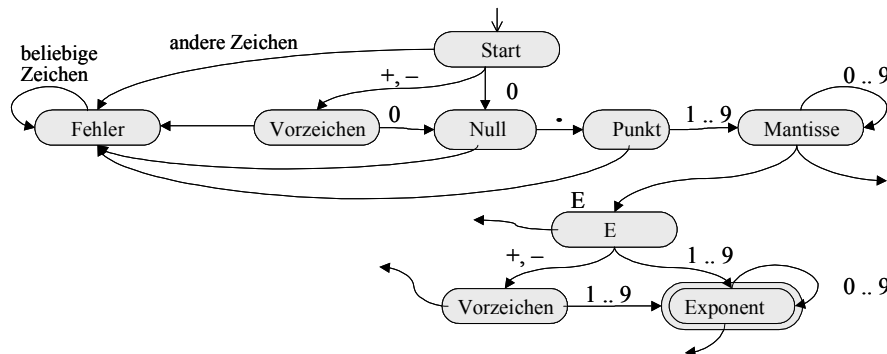 Start
andere Zeichen
beliebige
Zeichen
+, –
0
0 .. 9
Fehler
Vorzeichen
0
Null
.
Punkt
1 .. 9
Mantisse
E
E
+, –
1 .. 9
Vorzeichen
1 .. 9
Exponent
0 .. 9